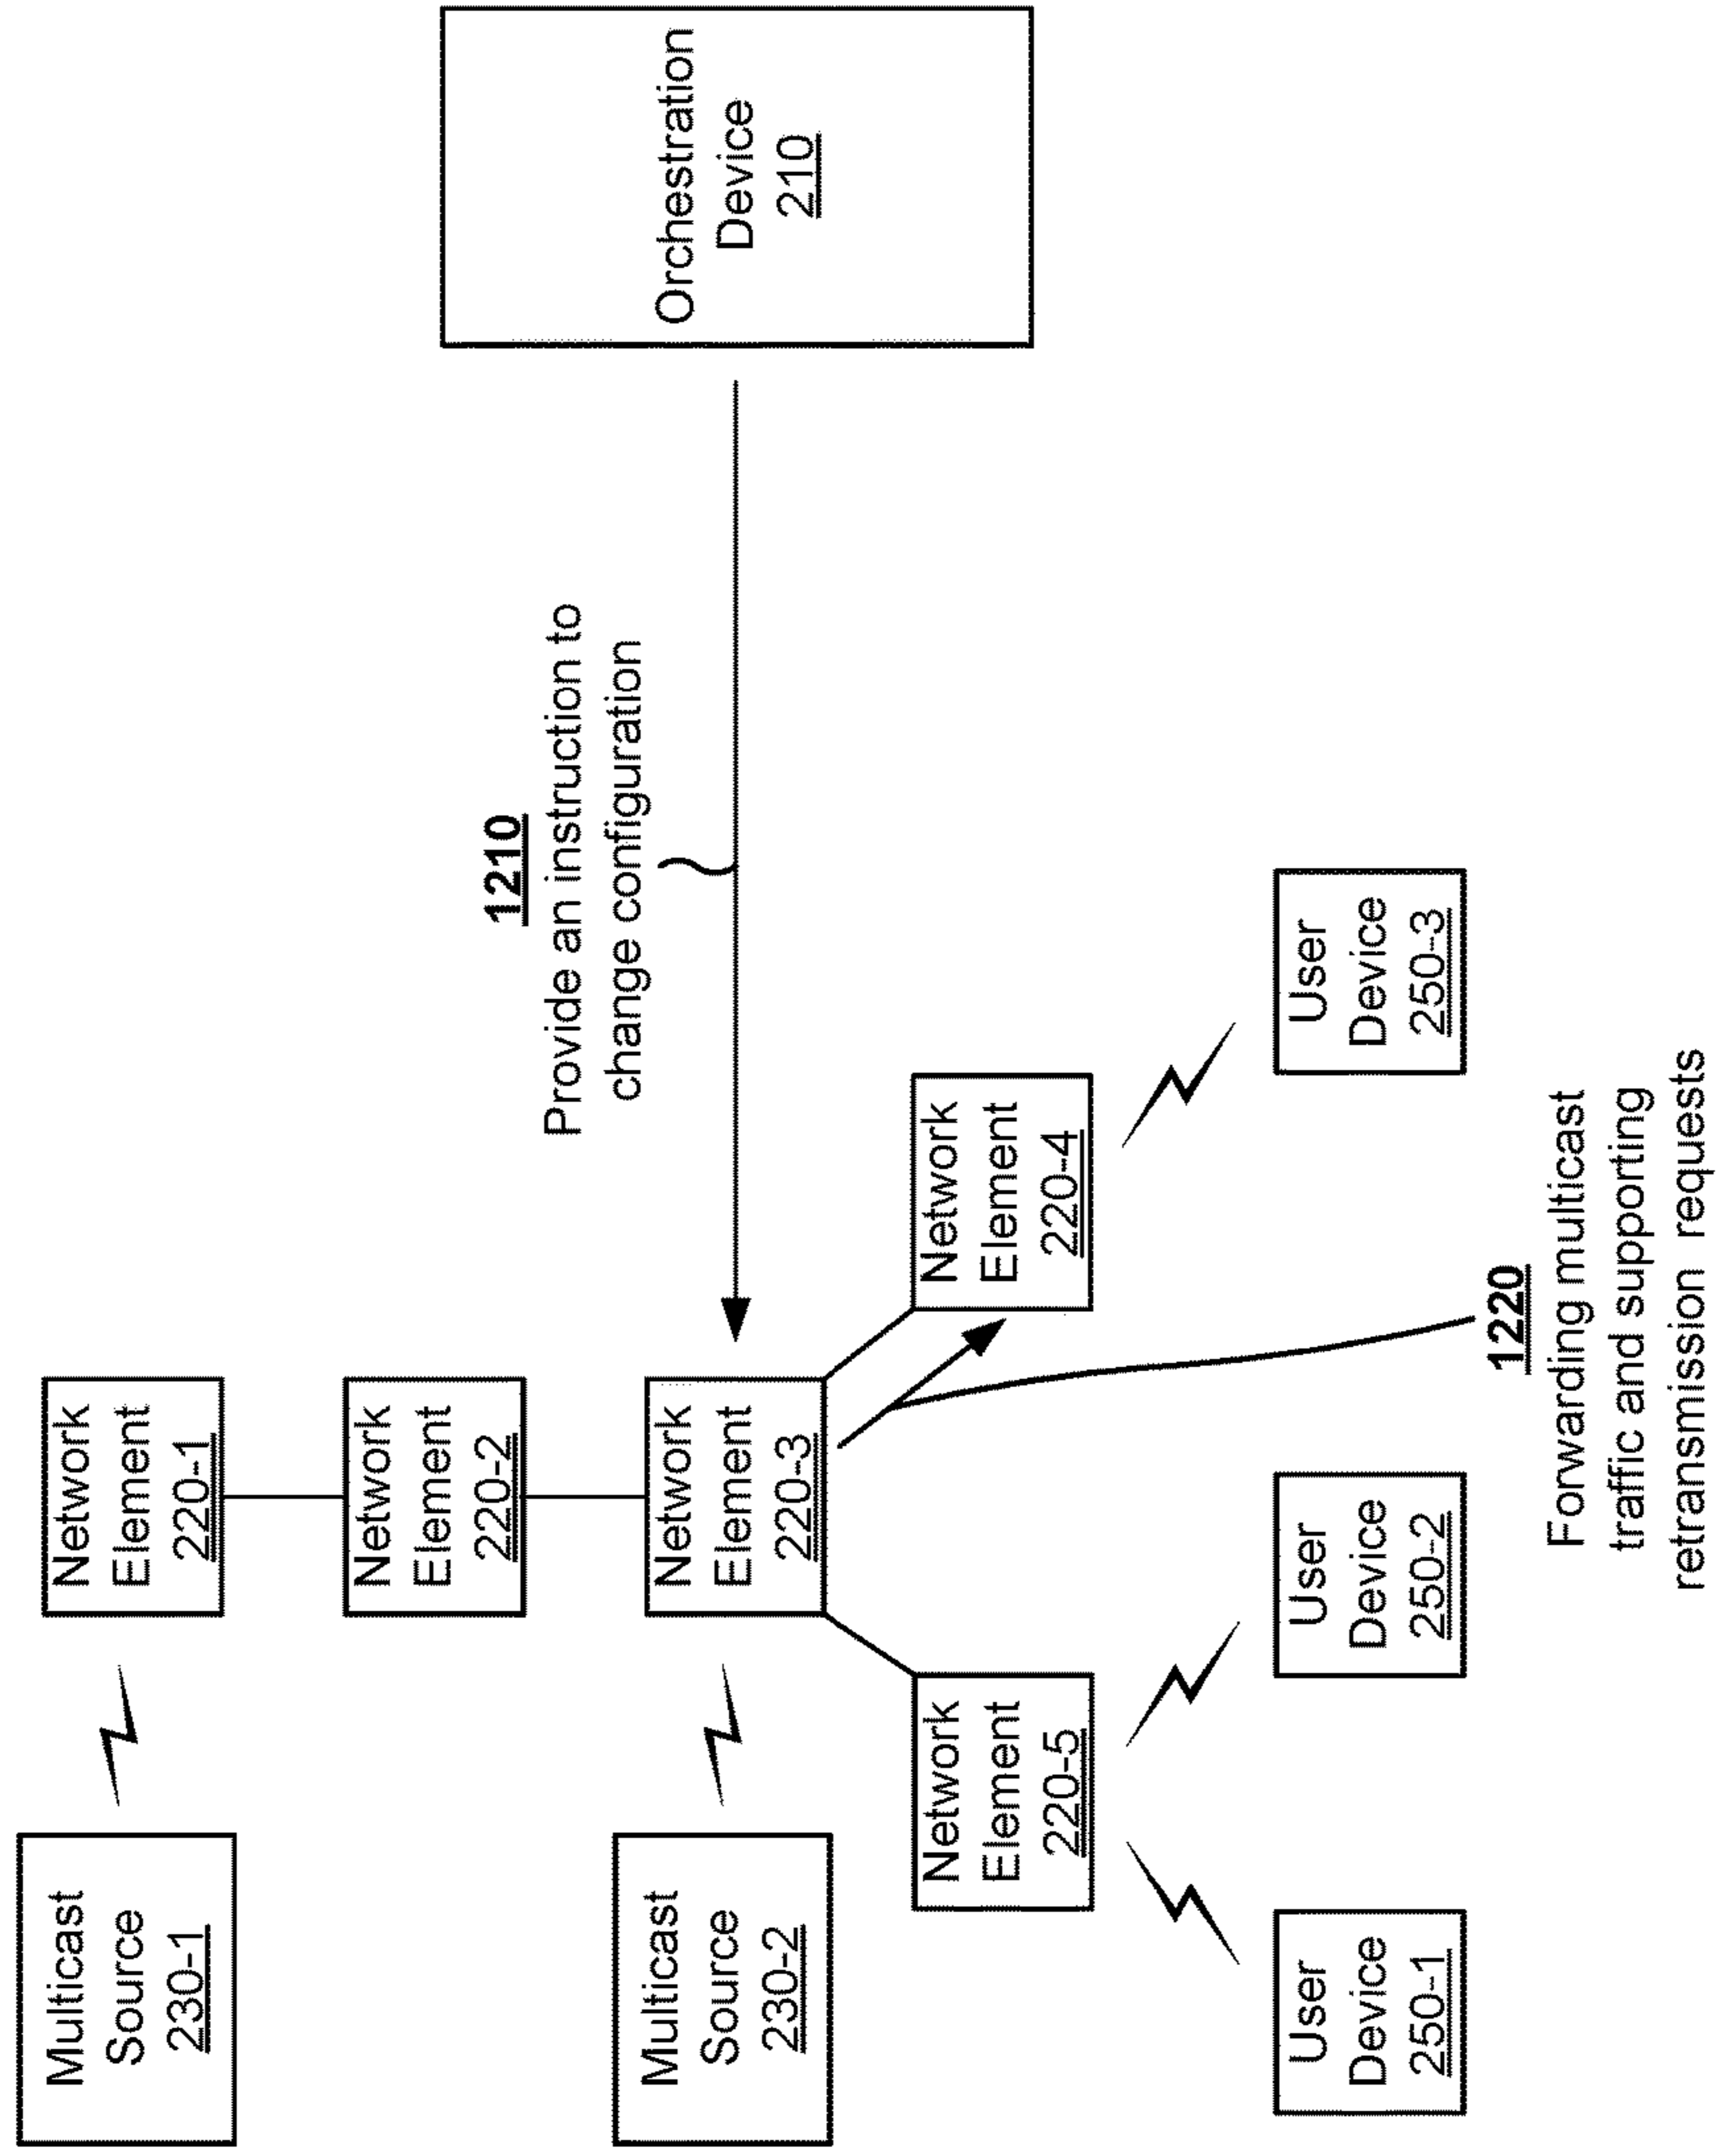 Multicast
Source
230-1
Network
Element
220-1
Network
Element
220-2
Multicast
Source
230-2
Network
Element
220-3
1210
Provide an instruction to
change configuration
Orchestration
Device
210
Network
Element
220-5
Network
Element
220-4
User
Device
250-1
User
Device
250-2
User
Device
250-3
1220
Forwarding multicast
traffic and supporting
retransmission requests